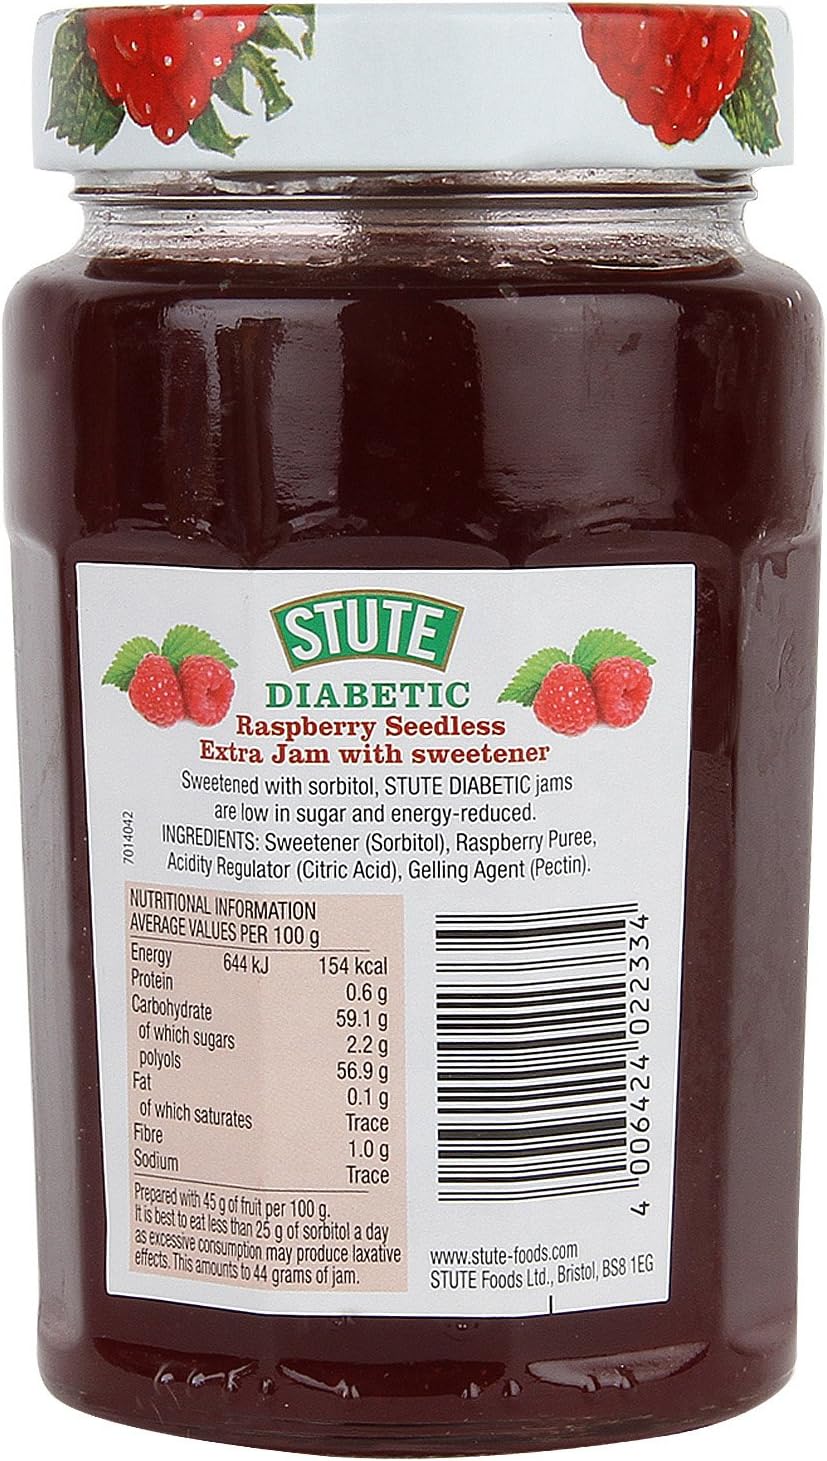 STUTE
DIABETIC
Raspberry Seedless
Extra Jam with sweetener
Sweetened with sorbitol, STUTE DIABETIC jams
are low in sugar and energy-reduced.
INGREDIENTS: Sweetener (Sorbitol), Raspberry Puree,
Acidity Regulator (Citric Acid), Gelling Agent (Pectin).
7014042
NUTRITIONAL INFORMATION
AVERAGE VALUES PER 100 g
Energy 644 kJ 154 kcal
Protein 0.6 g
Carbohydrate 59.1 g
of which sugars 2.2 g
polyols 56.9 g
Fat 0.1 g
of which saturates Trace
Fibre 1.0 g
Sodium Trace
Prepared with 45 g of fruit per 100 g.
It is best to eat less than 25 g of sorbitol a day
as excessive consumption may produce laxative
effects. This amounts to 44 grams of jam.
4 006424 022334
www.stute-foods.com
STUTE Foods Ltd., Bristol, BS8 1EG